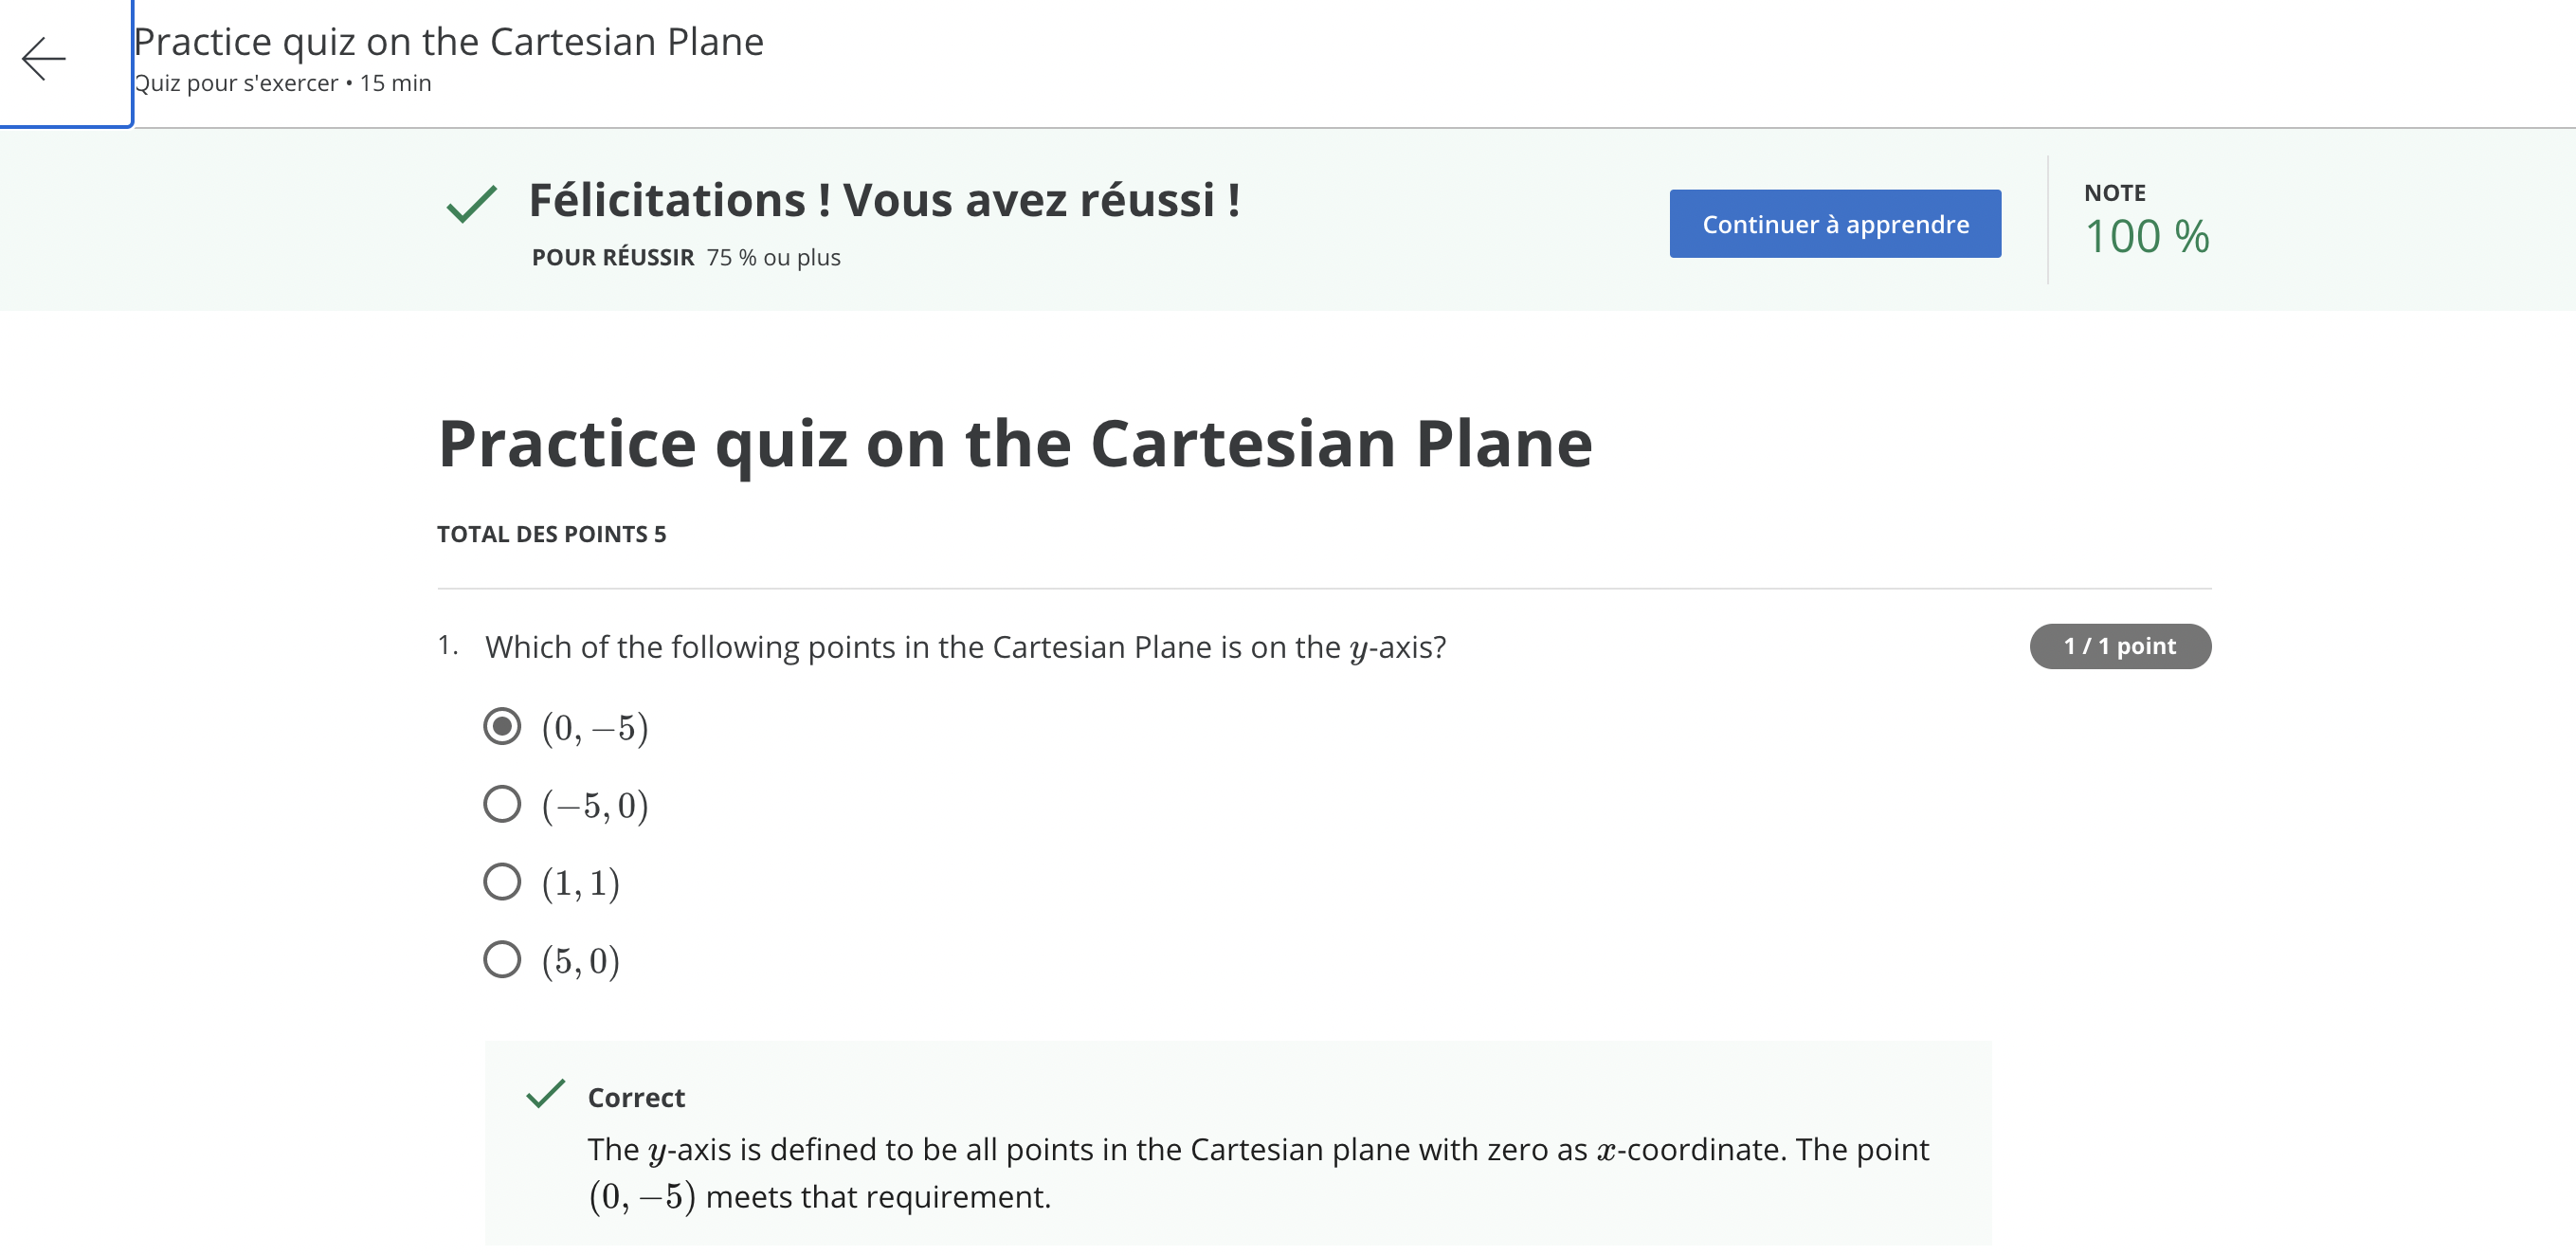 Practice quiz on the Cartesian Plane
Quiz pour s'exercer • 15 min
Félicitations ! Vous avez réussi !
POUR RÉUSSIR 75 % ou plus
Continuer à apprendre
NOTE
100 %
Practice quiz on the Cartesian Plane
TOTAL DES POINTS 5
1. Which of the following points in the Cartesian Plane is on the y-axis?
1 / 1 point
(0, −5)
(−5, 0)
(1, 1)
(5, 0)
Correct
The y-axis is defined to be all points in the Cartesian plane with zero as x-coordinate. The point
(0, −5) meets that requirement.